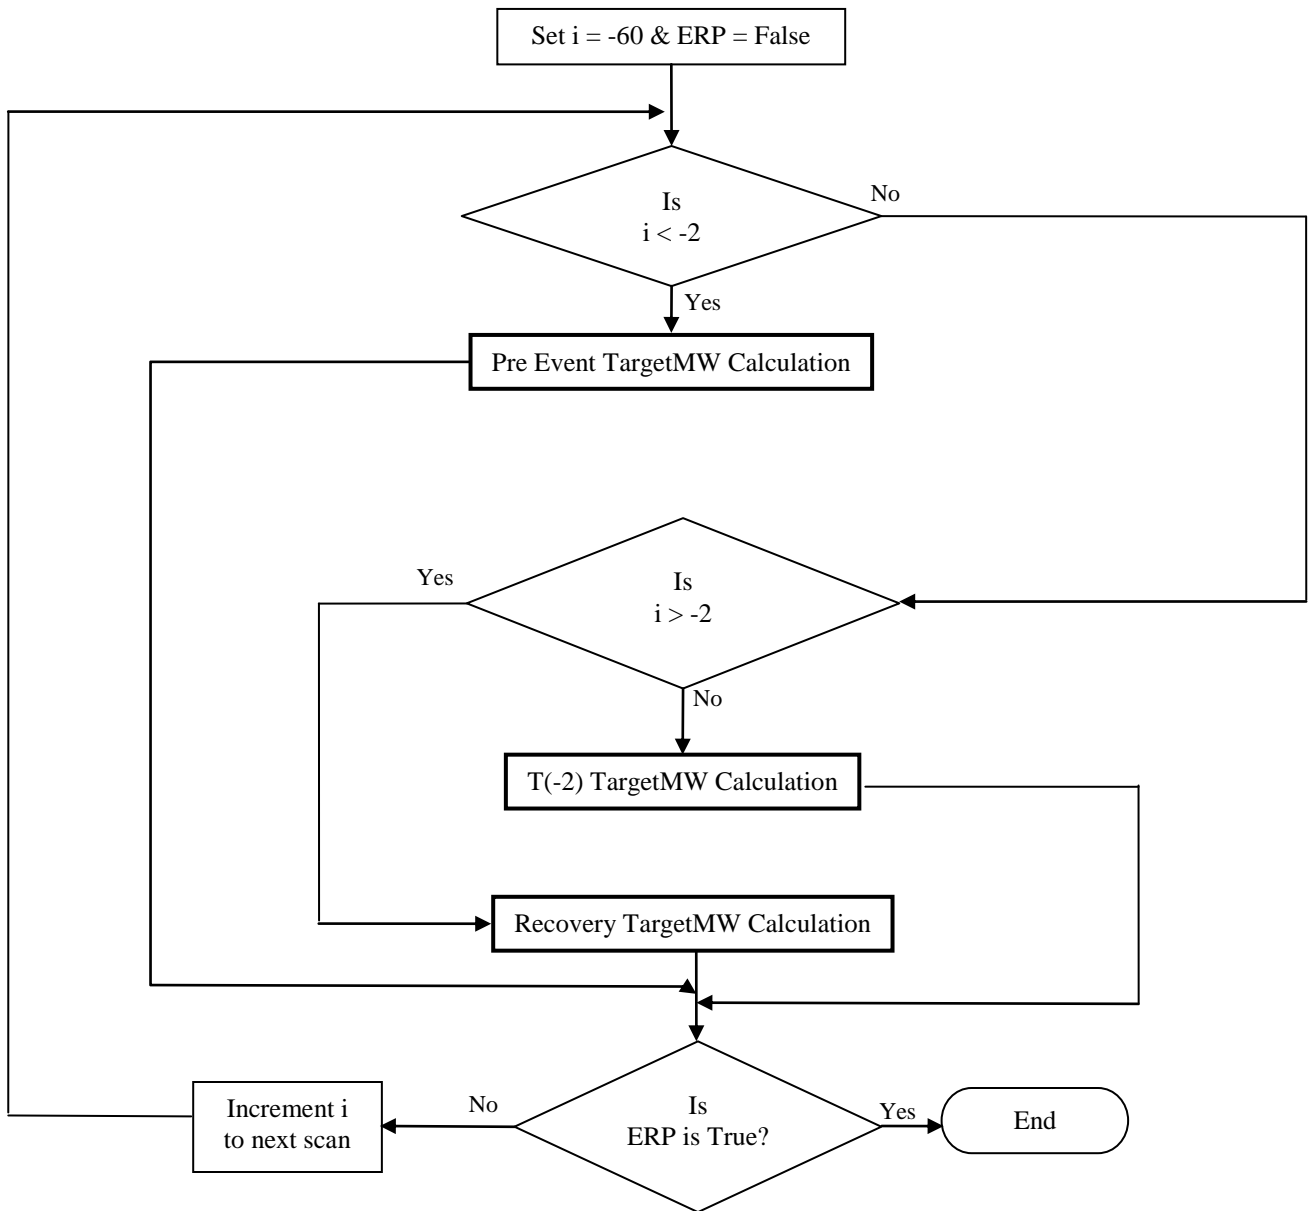 Set i = -60 & ERP = False
Is
i < -2
No
Yes
Pre Event TargetMW Calculation
Yes
Is
i > -2
No
T(-2) TargetMW Calculation
Recovery TargetMW Calculation
Increment i
to next scan
No
Is
ERP is True?
Yes
End